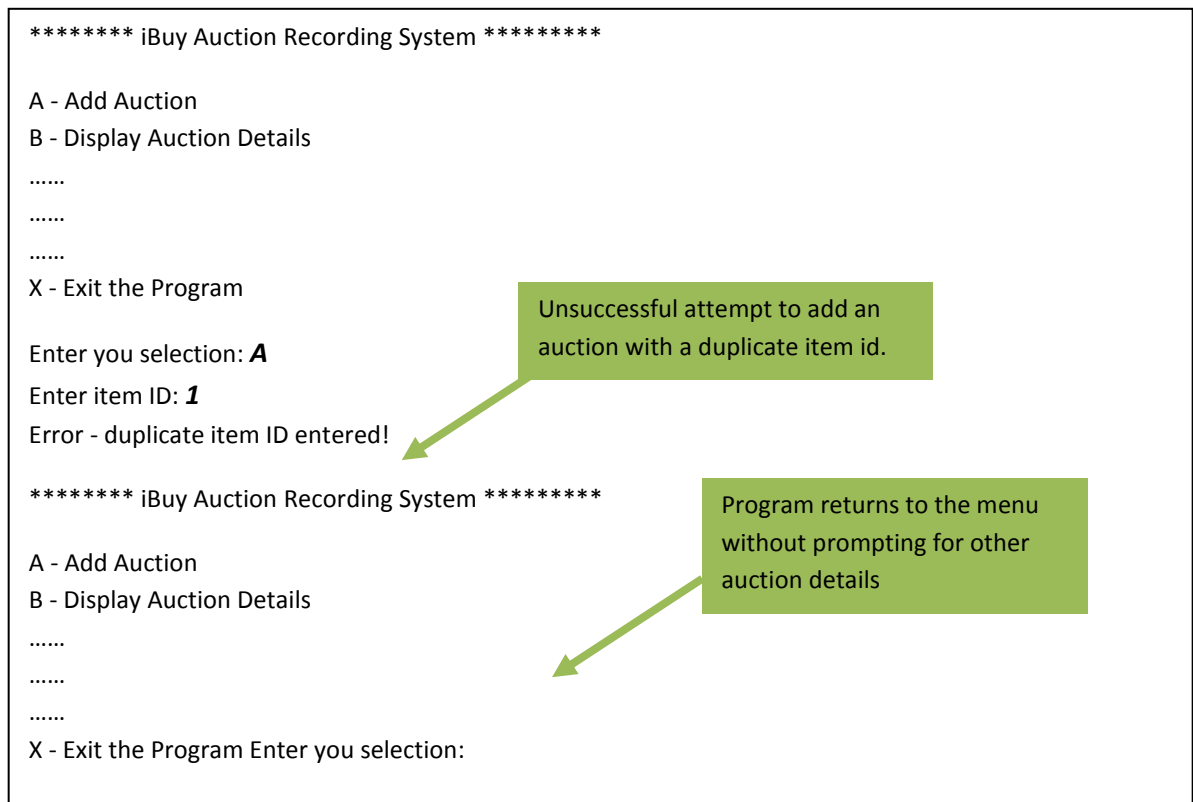 ******** iBuy Auction Recording System *********
A - Add Auction
B - Display Auction Details
……
……
……
X - Exit the Program
Unsuccessful attempt to add an
auction with a duplicate item id.
Enter you selection: A
Enter item ID: 1
Error - duplicate item ID entered!
******** iBuy Auction Recording System *********
Program returns to the menu
without prompting for other
auction details
A - Add Auction
B - Display Auction Details
……
……
……
X - Exit the Program Enter you selection: